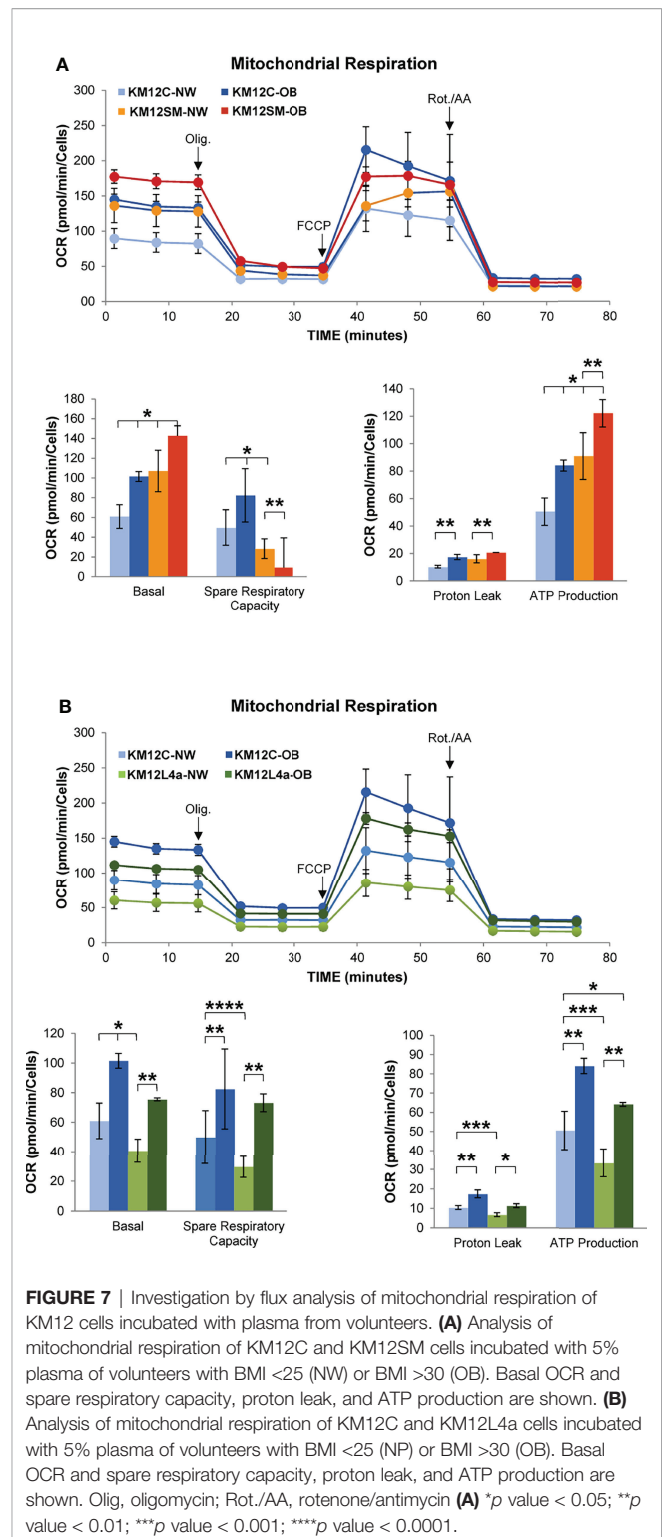 A
Mitochondrial Respiration
KM12C-NW KM12C-OB
KM12SM-NW KM12SM-OB
Rot./AA
Olig.
FCCP
OCR (pmol/min/Cells)
300
250
200
150
100
50
00
0 10 20 30 40 50 60 70 80
TIME (minutes)
OCR (pmol/min/Cells)
180
160
140
120
100
80
60
40
20
0
* * **
Basal Spare Respiratory
Capacity
OCR (pmol/min/Cells)
140
120
100
80
60
40
20
0
** ** * **
Proton Leak ATP Production
B
Mitochondrial Respiration
KM12C-NW KM12C-OB
KM12L4a-NW KM12L4a-OB
Rot./AA
Olig.
FCCP
OCR (pmol/min/Cells)
300
250
200
150
100
50
0
0 10 20 30 40 50 60 70 80
TIME (minutes)
OCR (pmol/min/Cells)
120
100
80
60
40
20
0
* ** **** ** **
Basal Spare Respiratory
Capacity
OCR (pmol/min/Cells)
100
90
80
70
60
50
40
30
20
10
0
*** ** * * *** ** **
Proton Leak ATP Production
FIGURE 7 | Investigation by flux analysis of mitochondrial respiration of
KM12 cells incubated with plasma from volunteers. (A) Analysis of
mitochondrial respiration of KM12C and KM12SM cells incubated with 5%
plasma of volunteers with BMI <25 (NW) or BMI >30 (OB). Basal OCR and
spare respiratory capacity, proton leak, and ATP production are shown. (B)
Analysis of mitochondrial respiration of KM12C and KM12L4a cells incubated
with 5% plasma of volunteers with BMI <25 (NP) or BMI >30 (OB). Basal
OCR and spare respiratory capacity, proton leak, and ATP production are
shown. Olig, oligomycin; Rot./AA, rotenone/antimycin (A) *p value < 0.05; **p
value < 0.01; ***p value < 0.001; ****p value < 0.0001.